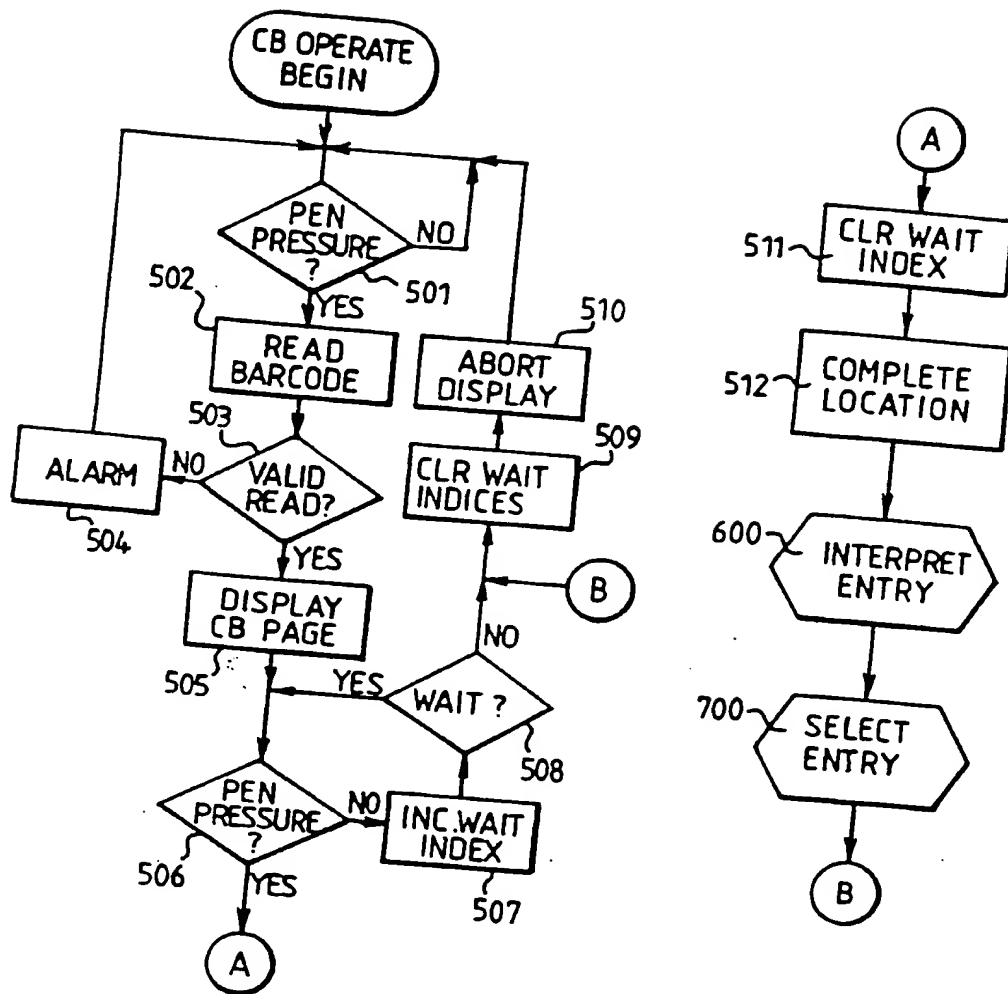 CB OPERATE
BEGIN
PEN
PRESSURE
?
NO
501
YES
502
READ
BARCODE
503
VALID
READ?
NO
ALARM
504
YES
DISPLAY
CB PAGE
505
PEN
PRESSURE
?
506
NO
YES
A
INC.WAIT
INDEX
507
WAIT ?
508
YES
NO
B
CLR WAIT
INDICES
509
ABORT
DISPLAY
510
A
511
CLR WAIT
INDEX
512
COMPLETE
LOCATION
600
INTERPRET
ENTRY
700
SELECT
ENTRY
B